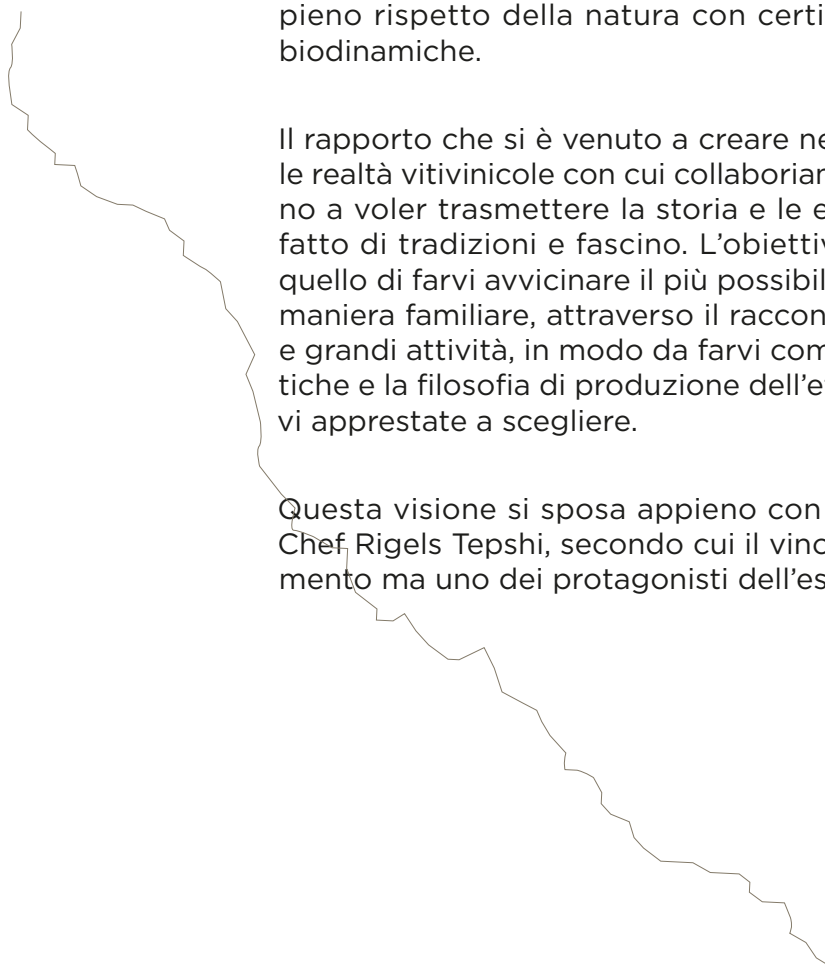 pieno rispetto della natura con certi
biodinamiche.
Il rapporto che si è venuto a creare ne
le realtà vitivinicole con cui collaborian
no a voler trasmettere la storia e le e
fatto di tradizioni e fascino. L’obiettiv
quello di farvi avvicinare il più possibil
maniera familiare, attraverso il raccon
e grandi attività, in modo da farvi com
tiche e la filosofia di produzione dell’e
vi apprestate a scegliere.
Questa visione si sposa appieno con
Chef Rigels Tepshi, secondo cui il vino
mento ma uno dei protagonisti dell’es